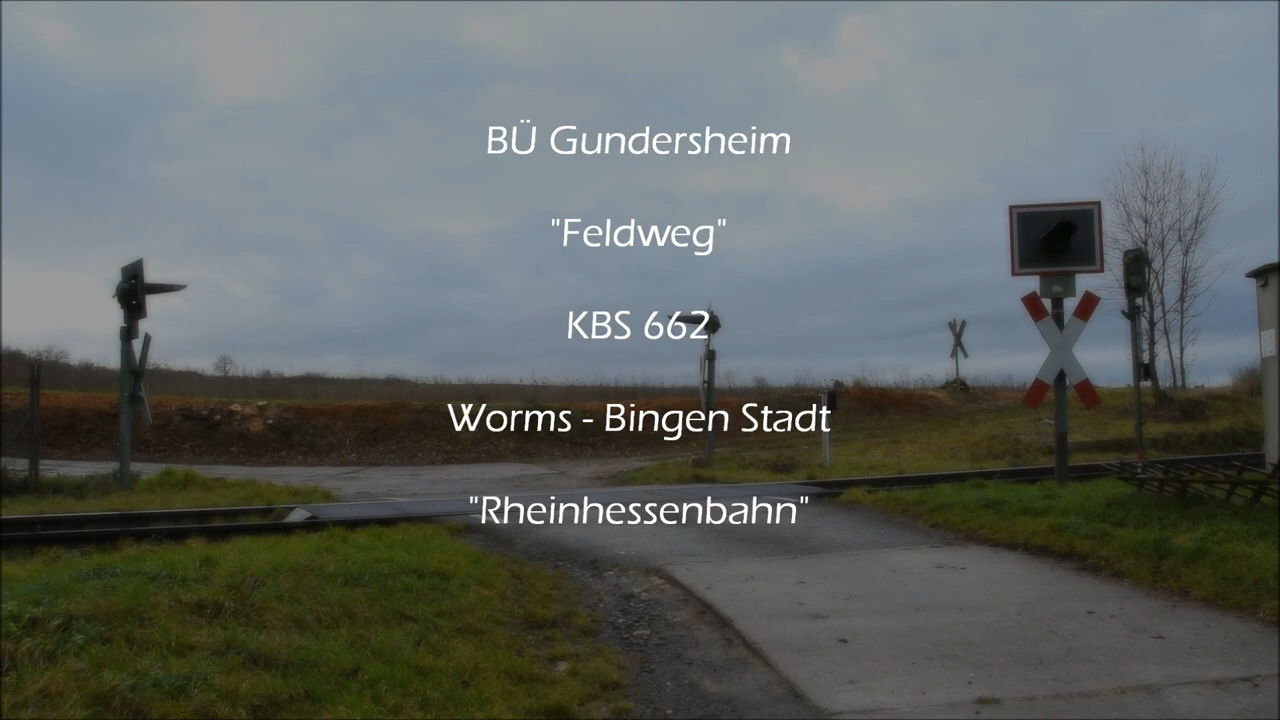 BÜ Gundersheim
"Feldweg"
KBS 662
Worms - Bingen Stadt
"Rheinhessenbahn"